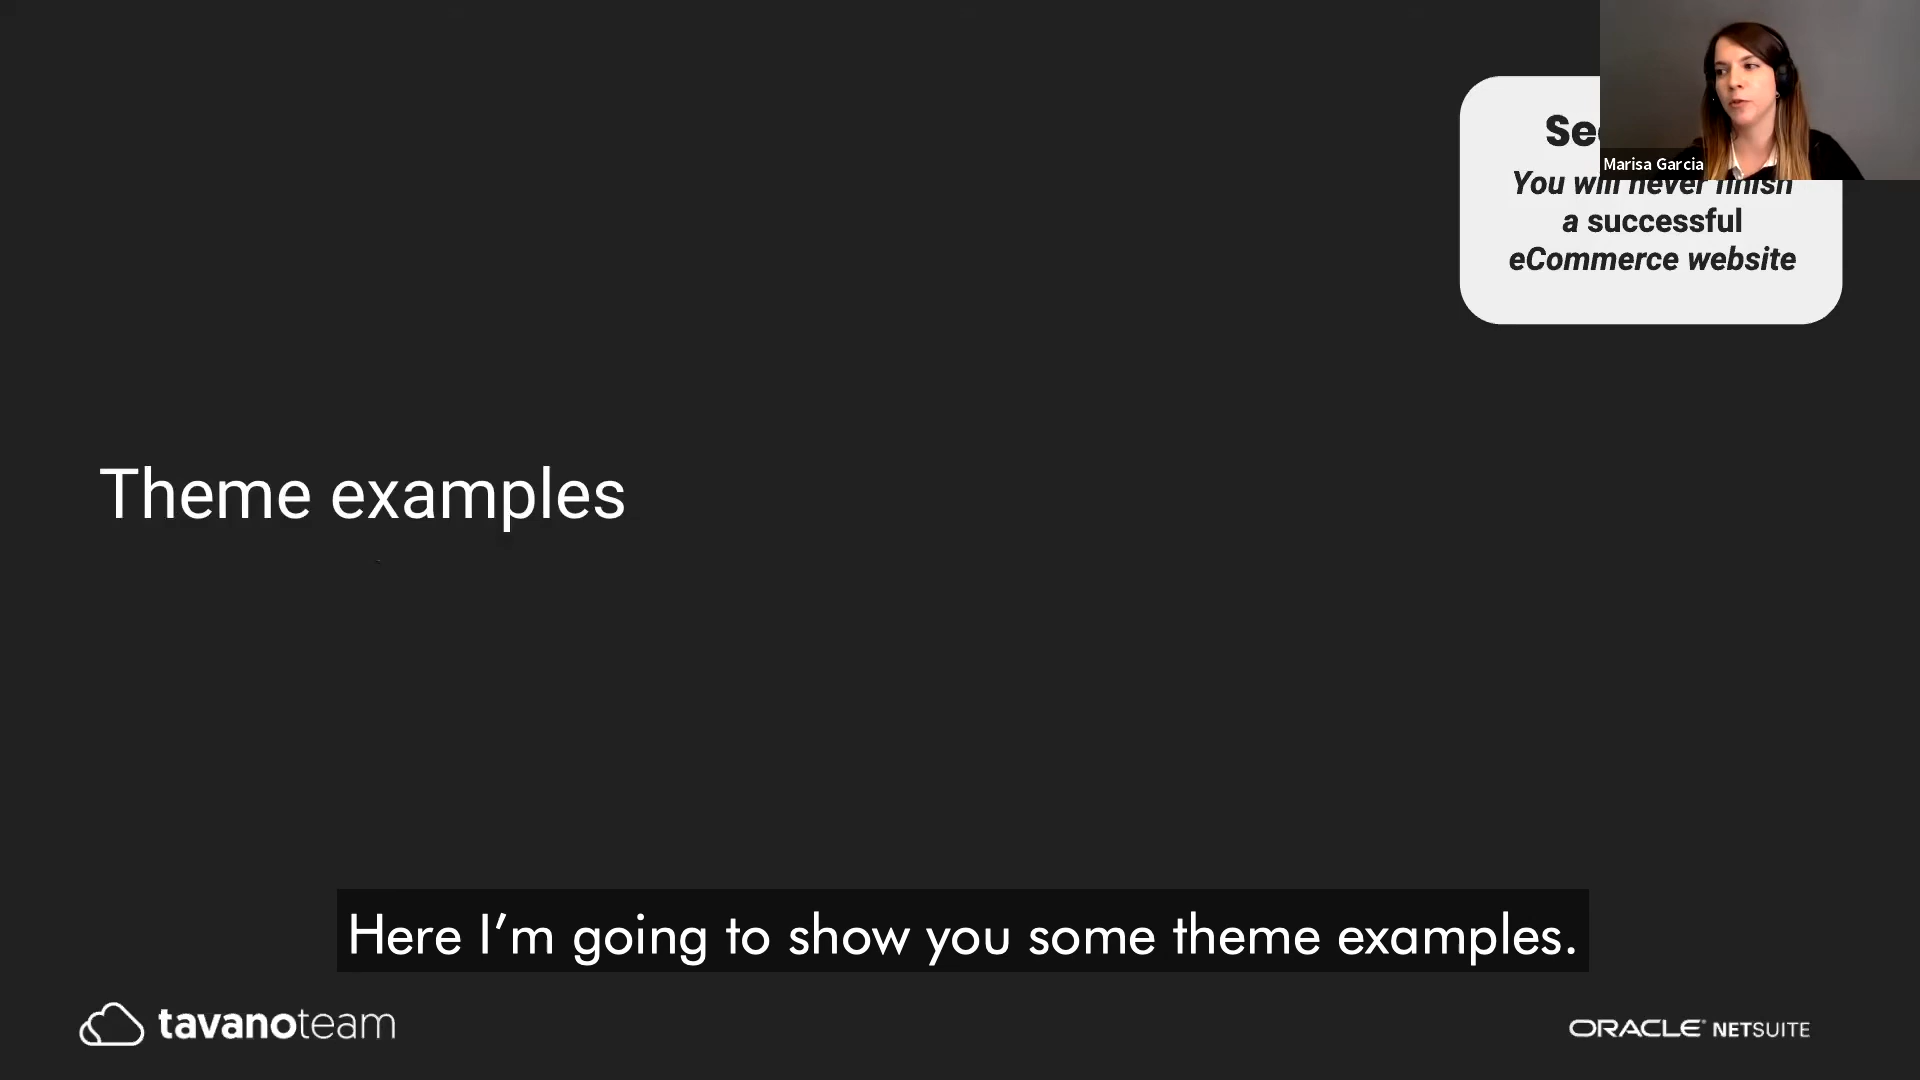 Marisa Garcia
You will never finish
a successful
eCommerce website
Theme examples
Here I’m going to show you some theme examples.
tavanoteam
ORACLE NETSUITE